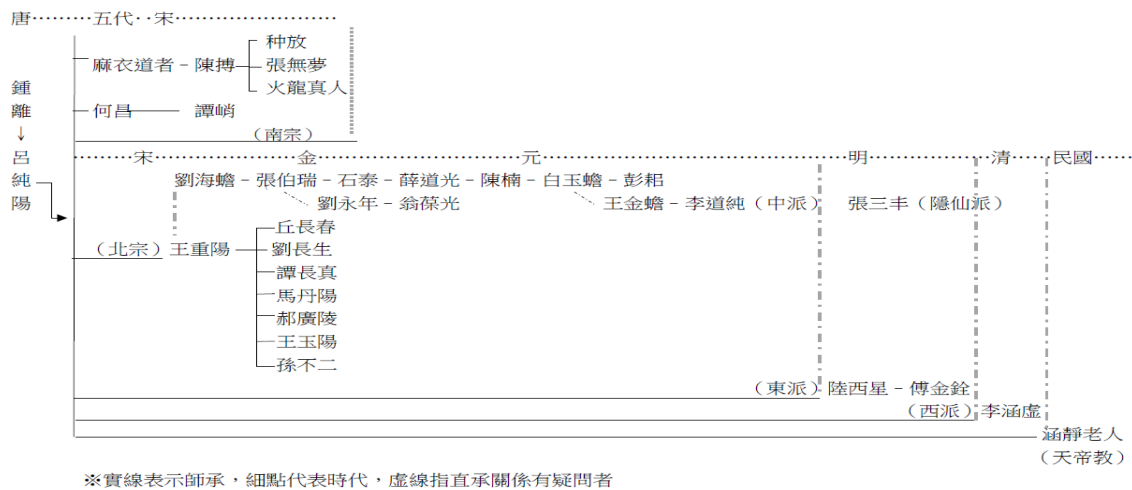 唐………五代‥宋……………………
种放
麻衣道者－陳搏
張無夢
火龍真人
鍾離↓呂純陽
何昌 譚峭
（南宗）
………宋……………金………………………元……………………………………明……………清………民國……
劉海蟾－張伯瑞－石泰－薛道光－陳楠－白玉蟾－彭耜
劉永年－翁葆光 王金蟾－李道純（中派） 張三丰（隱仙派）
丘長春
（北宗）王重陽 劉長生
譚長真
馬丹陽
郝廣陵
王玉陽
孫不二
（東派）陸西星－傅金銓
（西派）李涵虛
涵靜老人
（天帝教）
※實線表示師承，細點代表時代，虛線指直承關係有疑問者